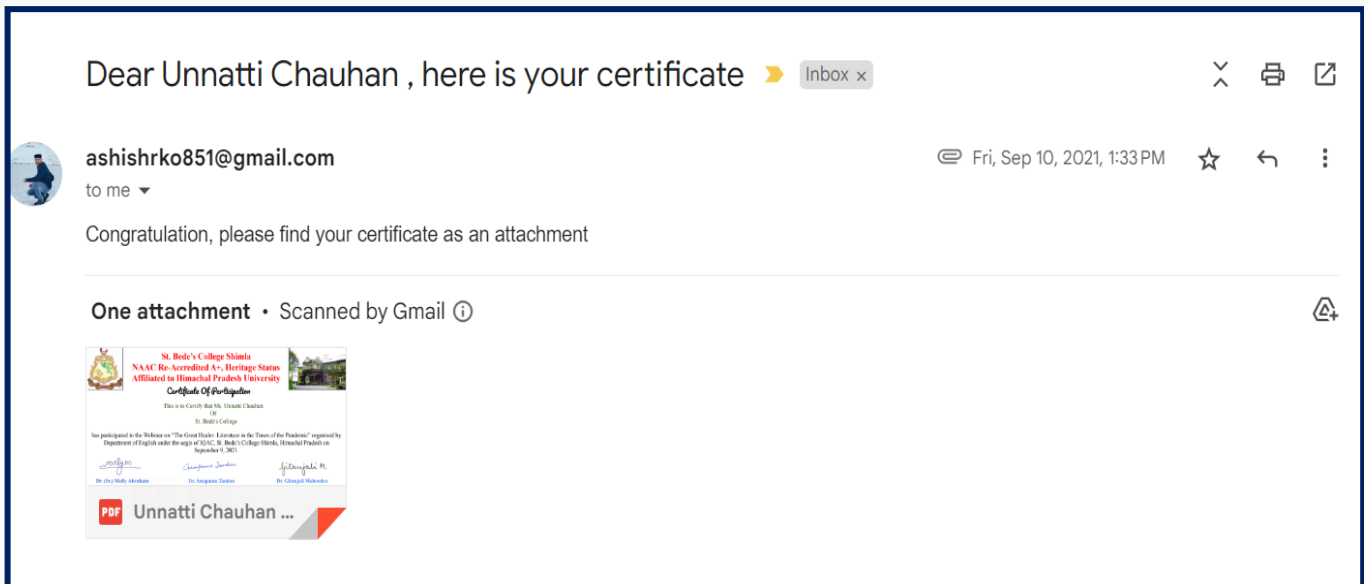 Dear Unnatti Chauhan , here is your certificate Inbox ×
ashishrko851@gmail.com Fri, Sep 10, 2021, 1:33 PM
to me
Congratulation, please find your certificate as an attachment
One attachment • Scanned by Gmail
St. Bede's College Shimla
NAAC Re-Accredited A+, Heritage Status
Affiliated to Himachal Pradesh University
Certificate Of Participation
This is to Certify that Ms. Unnatti Chauhan
Of
St. Bede's College
has participated in the Webinar on "The Great Healer: Literature in the Times of the Pandemic" organised by
Department of English under the aegis of IQAC, St. Bede's College Shimla, Himachal Pradesh on
September 9, 2021.
Anupama Tandon Gitanjali M.
Dr. (Sr.) Molly Abraham Dr. Anupama Tandon Dr. Gitanjali Mahendra
PDF Unnatti Chauhan ...